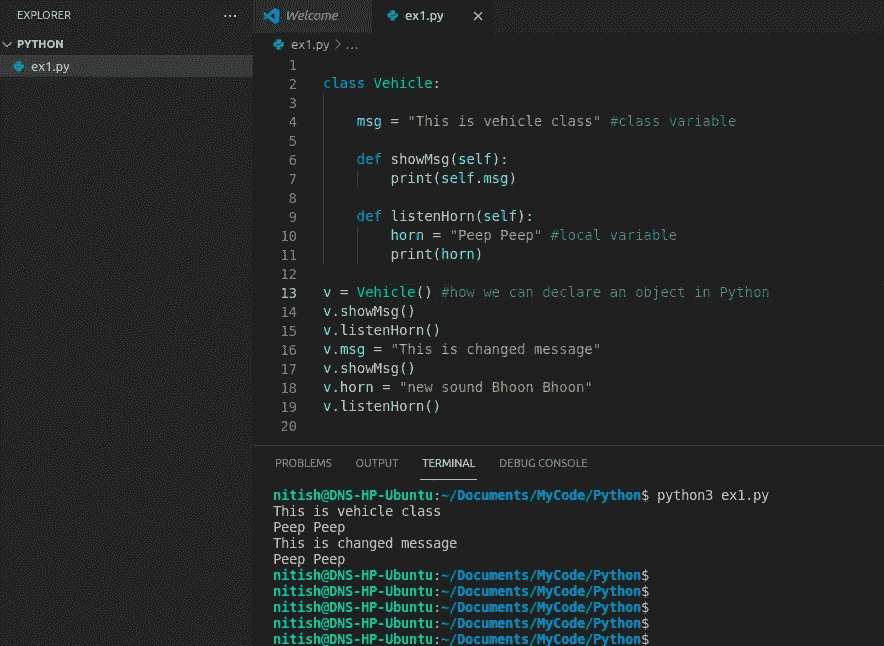 EXPLORER ...
PYTHON
ex1.py
Welcome
ex1.py ×
ex1.py > ...
1
2 class Vehicle:
3
4     msg = "This is vehicle class" #class variable
5
6     def showMsg(self):
7         print(self.msg)
8
9     def listenHorn(self):
10         horn = "Peep Peep" #local variable
11         print(horn)
12
13 v = Vehicle() #how we can declare an object in Python
14 v.showMsg()
15 v.listenHorn()
16 v.msg = "This is changed message"
17 v.showMsg()
18 v.horn = "new sound Bhoon Bhoon"
19 v.listenHorn()
20
PROBLEMS OUTPUT TERMINAL DEBUG CONSOLE
nitish@DNS-HP-Ubuntu:~/Documents/MyCode/Python$ python3 ex1.py
This is vehicle class
Peep Peep
This is changed message
Peep Peep
nitish@DNS-HP-Ubuntu:~/Documents/MyCode/Python$
nitish@DNS-HP-Ubuntu:~/Documents/MyCode/Python$
nitish@DNS-HP-Ubuntu:~/Documents/MyCode/Python$
nitish@DNS-HP-Ubuntu:~/Documents/MyCode/Python$
nitish@DNS-HP-Ubuntu:~/Documents/MyCode/Python$